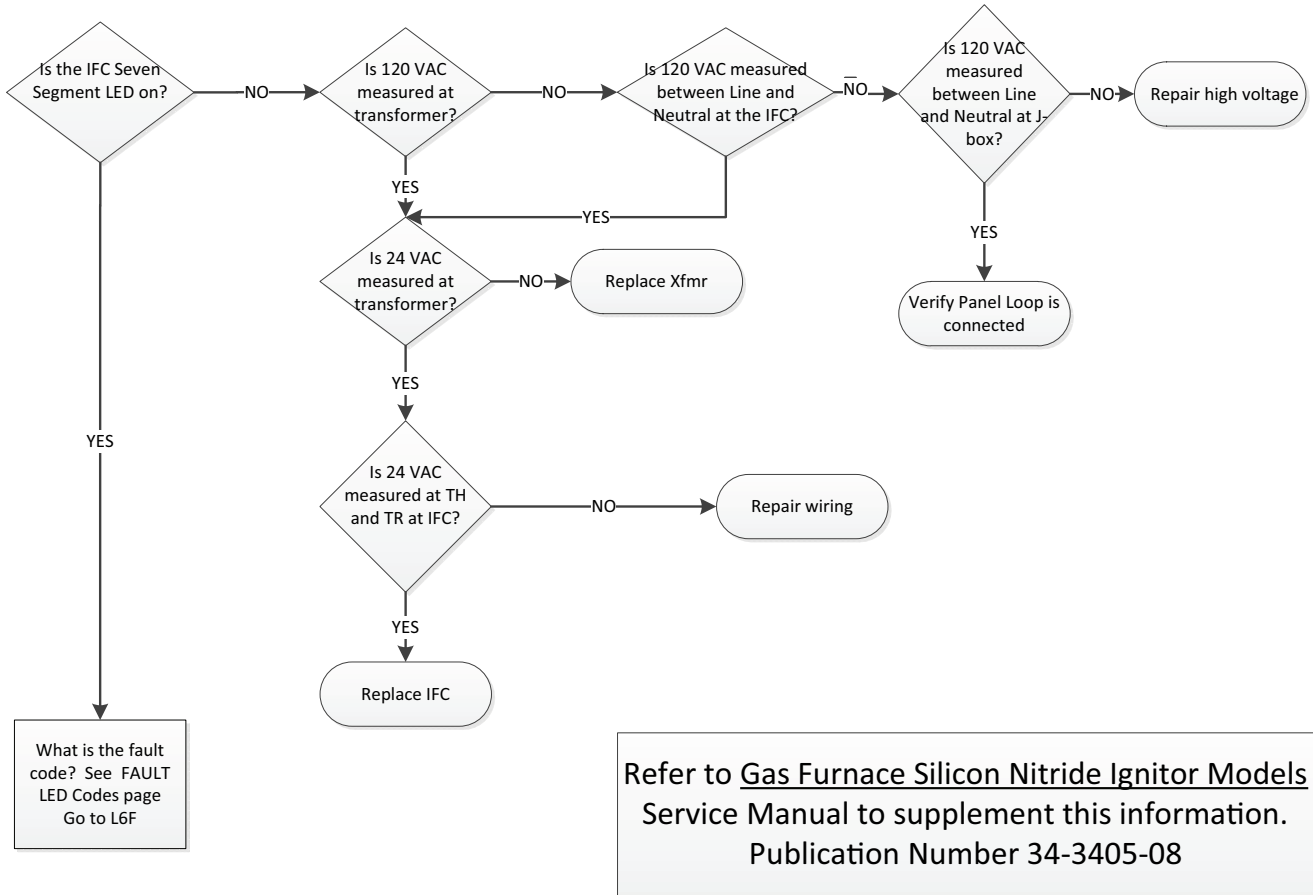 Is the IFC Seven
Segment LED on?
NO
Is 120 VAC
measured at
transformer?
NO
Is 120 VAC measured
between Line and
Neutral at the IFC?
NO
Is 120 VAC
measured
between Line
and Neutral at J-
box?
NO
Repair high voltage
YES
YES
YES
Is 24 VAC
measured at
transformer?
NO
Replace Xfmr
Verify Panel Loop is
connected
YES
YES
Is 24 VAC
measured at TH
and TR at IFC?
NO
Repair wiring
YES
Replace IFC
What is the fault
code? See FAULT
LED Codes page
Go to L6F
Refer to Gas Furnace Silicon Nitride Ignitor Models
Service Manual to supplement this information.
Publication Number 34-3405-08
YES